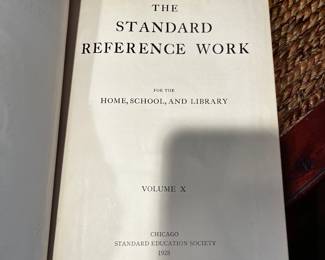 THE
STANDARD
REFERENCE WORK
FOR THE
HOME, SCHOOL, AND LIBRARY
VOLUME X
CHICAGO
STANDARD EDUCATION SOCIETY
1928